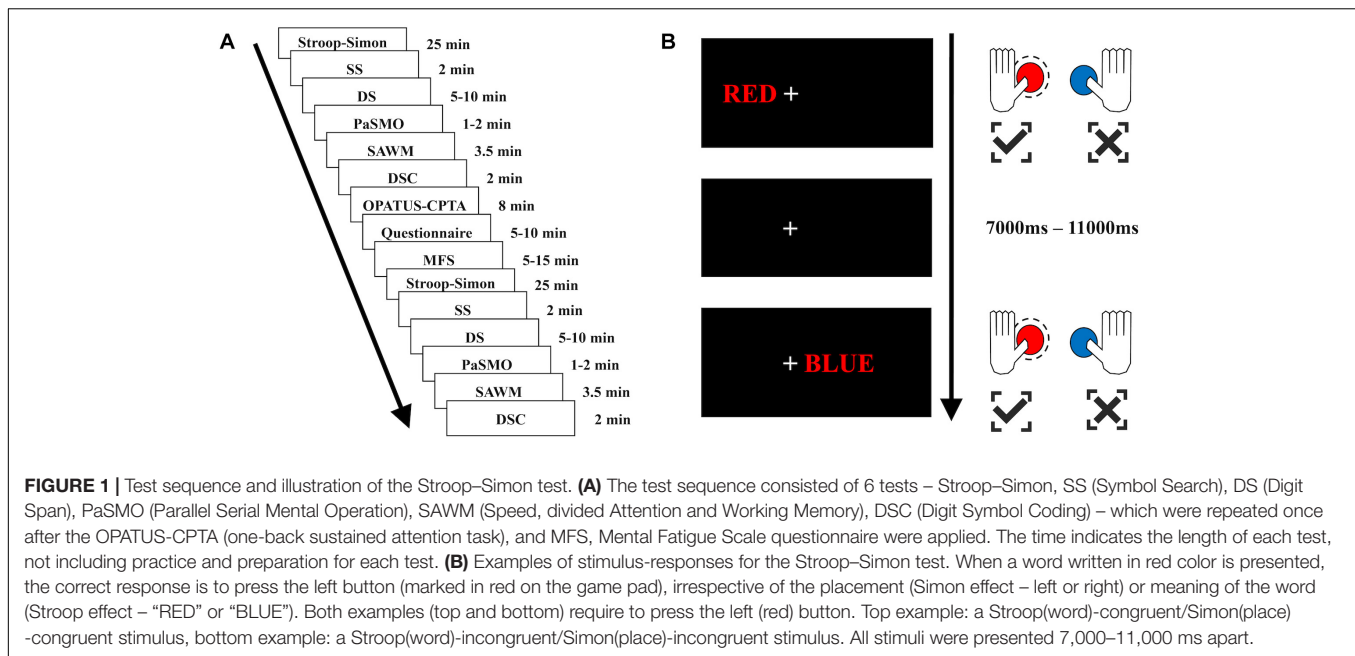 A
Stroop-Simon 25 min
SS 2 min
DS 5-10 min
PaSMO 1-2 min
SAWM 3.5 min
DSC 2 min
OPATUS-CPTA 8 min
Questionnaire 5-10 min
MFS 5-15 min
Stroop-Simon 25 min
SS 2 min
DS 5-10 min
PaSMO 1-2 min
SAWM 3.5 min
DSC 2 min
B
RED +
+
7000ms – 11000ms
+ BLUE
FIGURE 1 | Test sequence and illustration of the Stroop–Simon test. (A) The test sequence consisted of 6 tests – Stroop–Simon, SS (Symbol Search), DS (Digit
Span), PaSMO (Parallel Serial Mental Operation), SAWM (Speed, divided Attention and Working Memory), DSC (Digit Symbol Coding) – which were repeated once
after the OPATUS-CPTA (one-back sustained attention task), and MFS, Mental Fatigue Scale questionnaire were applied. The time indicates the length of each test,
not including practice and preparation for each test. (B) Examples of stimulus-responses for the Stroop–Simon test. When a word written in red color is presented,
the correct response is to press the left button (marked in red on the game pad), irrespective of the placement (Simon effect – left or right) or meaning of the word
(Stroop effect – “RED” or “BLUE”). Both examples (top and bottom) require to press the left (red) button. Top example: a Stroop(word)-congruent/Simon(place)
-congruent stimulus, bottom example: a Stroop(word)-incongruent/Simon(place)-incongruent stimulus. All stimuli were presented 7,000–11,000 ms apart.